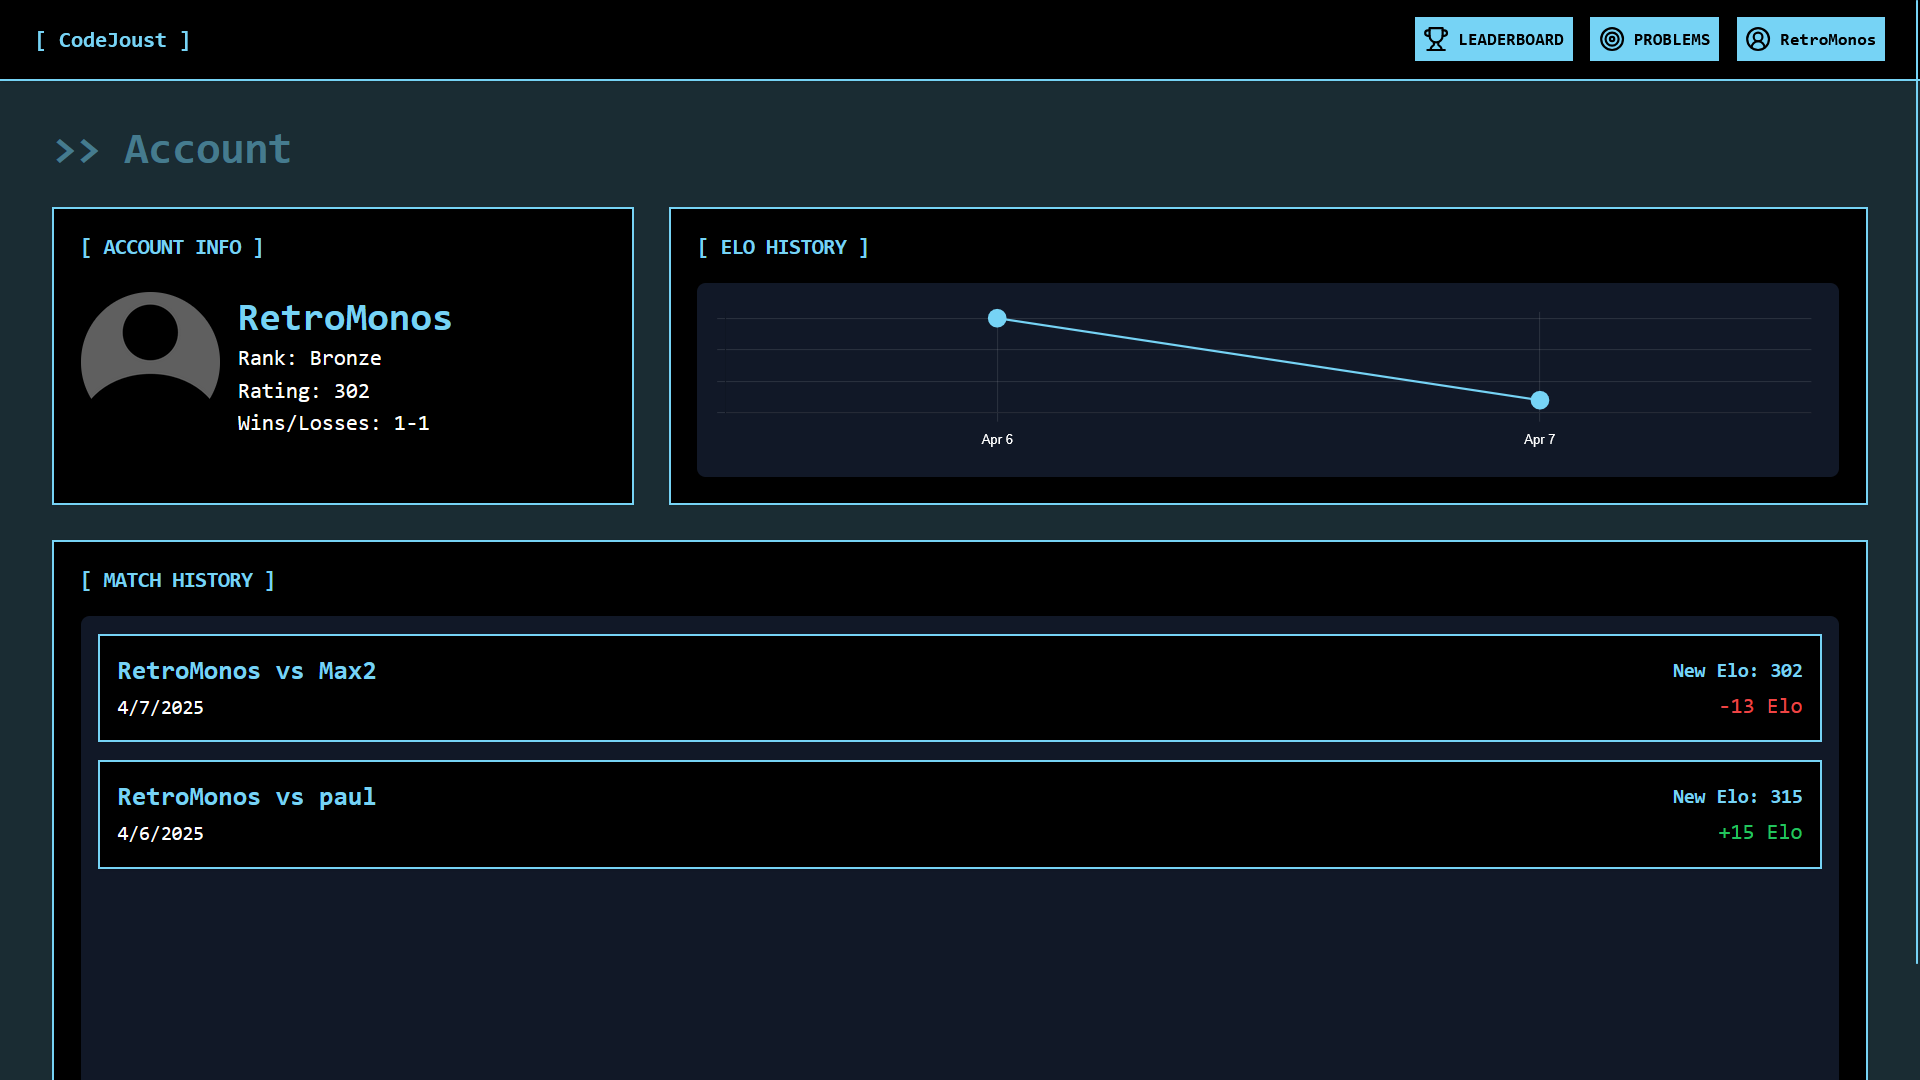 [ CodeJoust ]
LEADERBOARD
PROBLEMS
RetroMonos
>> Account
[ ACCOUNT INFO ]
RetroMonos
Rank: Bronze
Rating: 302
Wins/Losses: 1-1
[ ELO HISTORY ]
Apr 6
Apr 7
[ MATCH HISTORY ]
RetroMonos vs Max2
New Elo: 302
4/7/2025
-13 Elo
RetroMonos vs paul
New Elo: 315
4/6/2025
+15 Elo